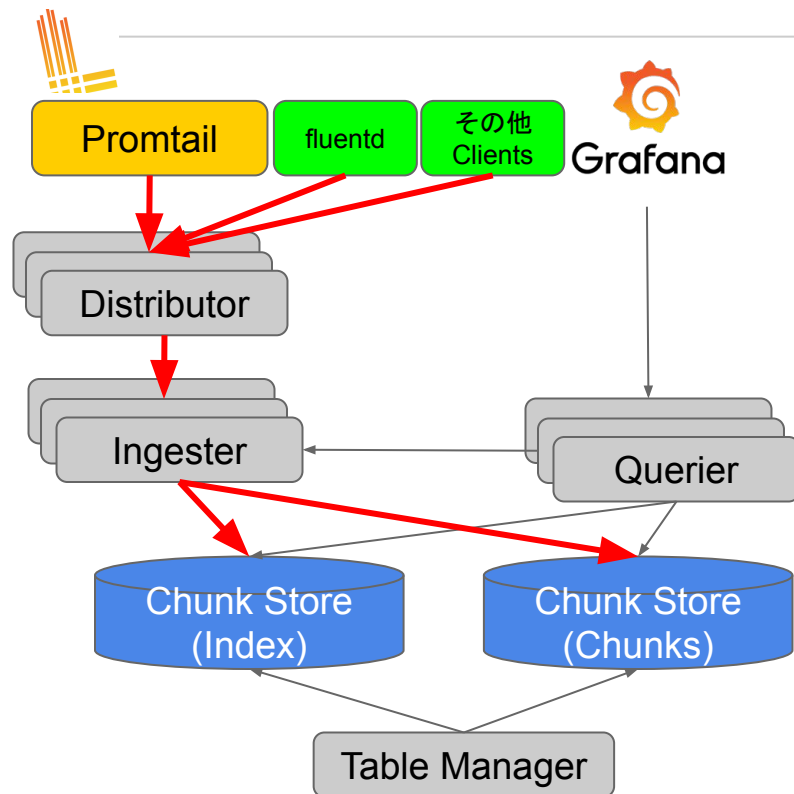 Promtail
fluentd
その他
Clients
Grafana
Distributor
Ingester
Querier
Chunk Store
(Index)
Chunk Store
(Chunks)
Table Manager